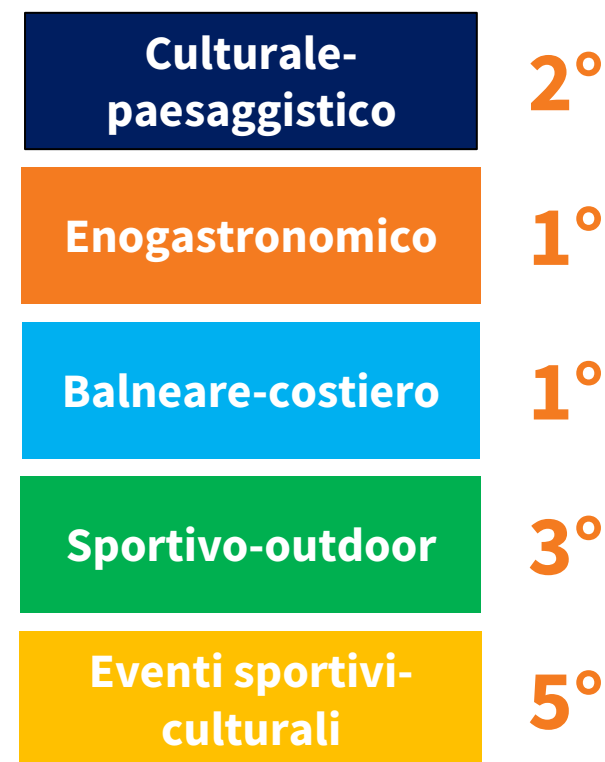 Culturale-
paesaggistico
2°
Enogastronomico
1°
Balneare-costiero
1°
Sportivo-outdoor
3°
Eventi sportivi-
culturali
5°